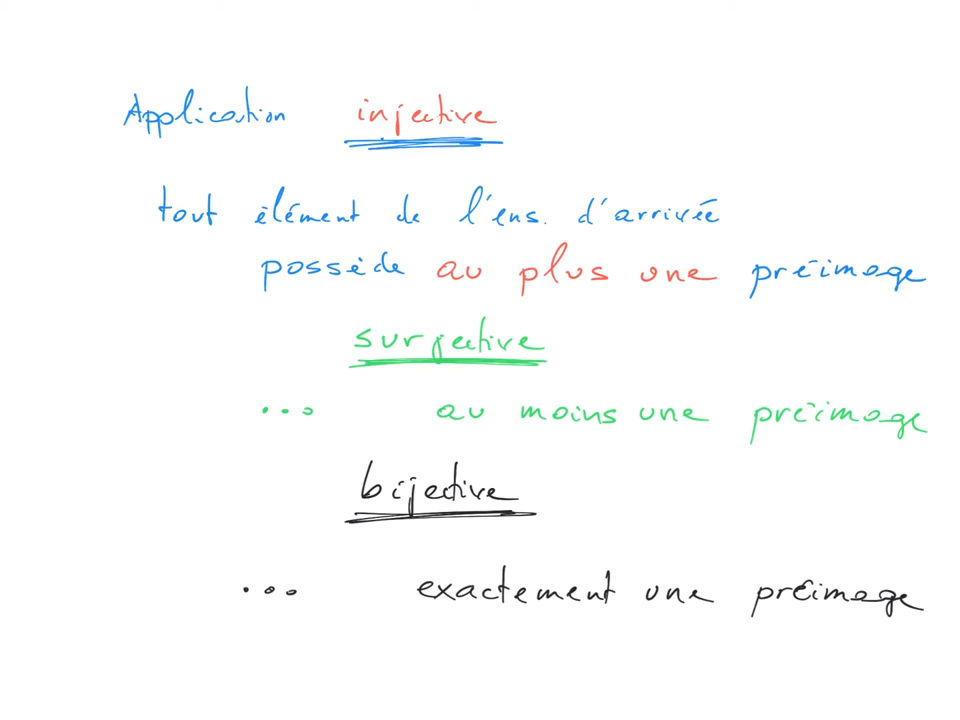 Application injective
tout élément de l'ens. d'arrivée
possède au plus une préimage
surjective
... au moins une préimage
bijective
... exactement une préimage